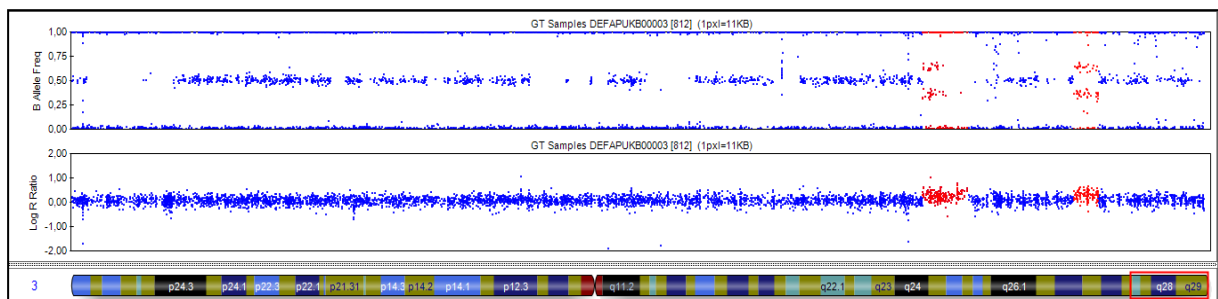 GT Samples DEFAPUKB00003 [812] (1pxl=11KB)
B Allele Freq
1,00
0,75
0,50
0,25
0,00
GT Samples DEFAPUKB00003 [812] (1pxl=11KB)
Log R Ratio
2,00
1,00
0,00
-1,00
-2,00
3 p24.3 p24.1 p22.3 p22.1 p21.31 p14.3 p14.2 p14.1 p12.3 q11.2 q22.1 q23 q24 q26.1 q28 q29